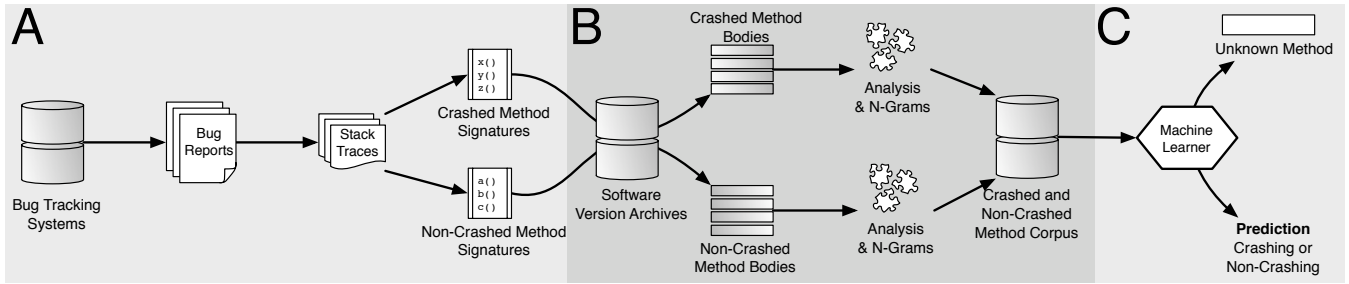 A
Bug Tracking
Systems
Bug
Reports
Stack
Traces
x()
y()
z()
Crashed Method
Signatures
a()
b()
c()
Non-Crashed Method
Signatures
B
Software
Version Archives
Crashed Method
Bodies
Non-Crashed
Method Bodies
Analysis
& N-Grams
Analysis
& N-Grams
Crashed and
Non-Crashed
Method Corpus
C
Unknown Method
Machine
Learner
Prediction
Crashing or
Non-Crashing